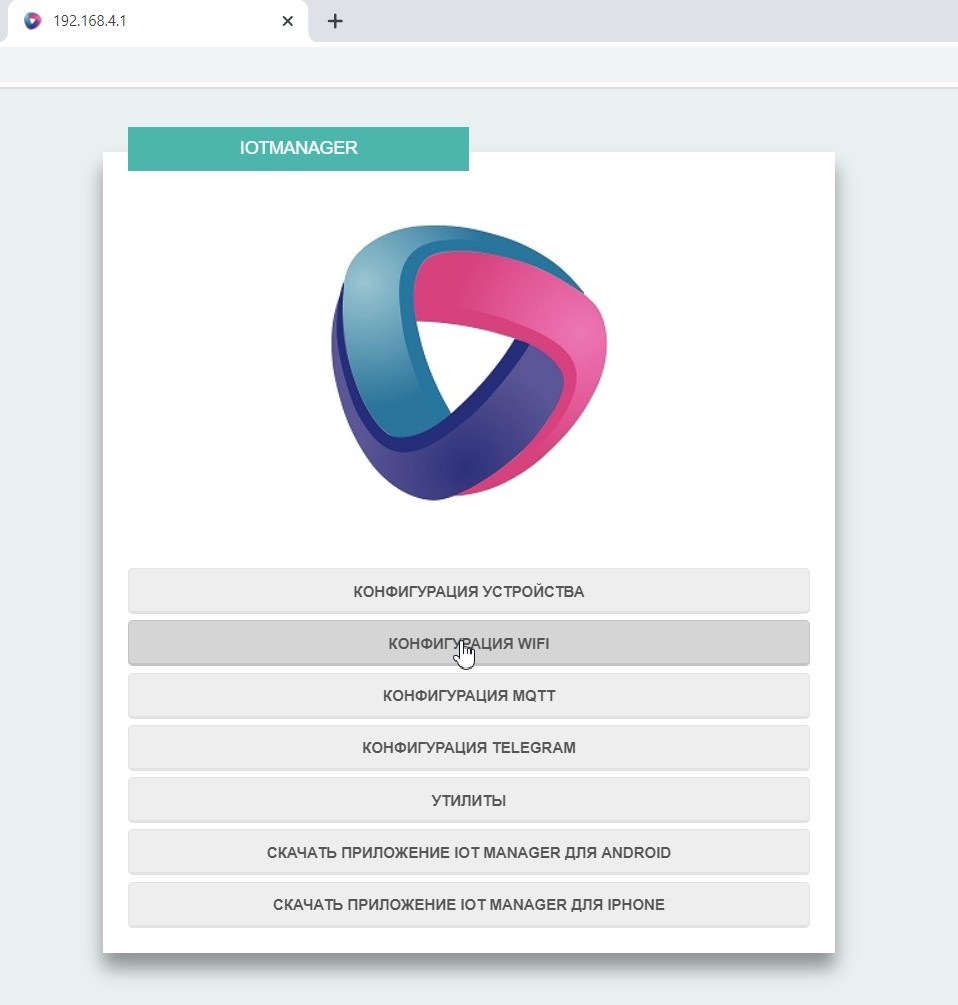 192.168.4.1
IOTMANAGER
КОНФИГУРАЦИЯ УСТРОЙСТВА
КОНФИГУРАЦИЯ WIFI
КОНФИГУРАЦИЯ MQTT
КОНФИГУРАЦИЯ TELEGRAM
УТИЛИТЫ
СКАЧАТЬ ПРИЛОЖЕНИЕ IOT MANAGER ДЛЯ ANDROID
СКАЧАТЬ ПРИЛОЖЕНИЕ IOT MANAGER ДЛЯ IPHONE